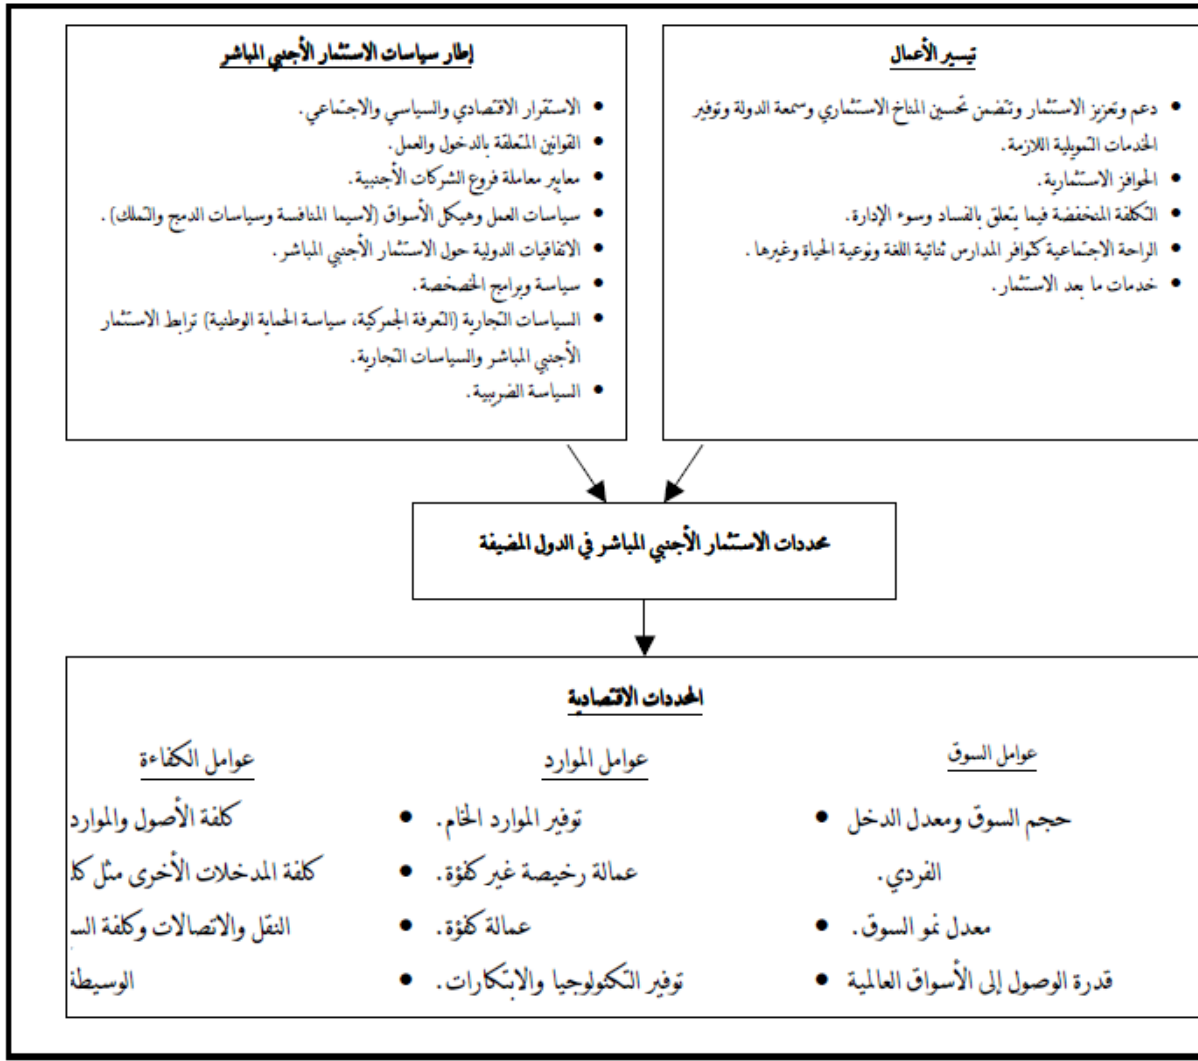 تيسير الأعمال
• دعم وتعزيز الاستثمار وتتضمن تحسين المناخ الاستثماري وسمعة الدولة وتوفير
الخدمات التمويلية اللازمة.
• الحوافز الاستثمارية.
• التكلفة المنخفضة فيما يتعلق بالفساد وسوء الإدارة.
• الراحة الاجتماعية كتوافر المدارس ثنائية اللغة ونوعية الحياة وغيرها.
• خدمات ما بعد الاستثمار.
إطار سياسات الاستثمار الأجنبي المباشر
• الاستقرار الاقتصادي والسياسي والاجتماعي.
• القوانين المتعلقة بالدخول والعمل.
• معايير معاملة فروع الشركات الأجنبية.
• سياسات العمل وهيكل الأسواق (لاسيما المنافسة وسياسات الدمج والتملك).
• الاتفاقيات الدولية حول الاستثمار الأجنبي المباشر.
• سياسة وبرامج الخصخصة.
• السياسات التجارية (التعرفة الجمركية، سياسة الحماية الوطنية) ترابط الاستثمار
الأجنبي المباشر والسياسات التجارية.
• السياسة الضريبية.
محددات الاستثمار الأجنبي المباشر في الدول المضيفة
المحددات الاقتصادية
عوامل السوق
• حجم السوق ومعدل الدخل
الفردي.
• معدل نمو السوق.
• قدرة الوصول إلى الأسواق العالمية
عوامل الموارد
• توفير الموارد الخام.
• عمالة رخيصة غير كفؤة.
• عمالة كفؤة.
• توفير التكنولوجيا والابتكارات.
عوامل الكفاءة
كلفة الأصول والموارد
كلفة المدخلات الأخرى مثل
النقل والاتصالات وكلفة
الوسيطة